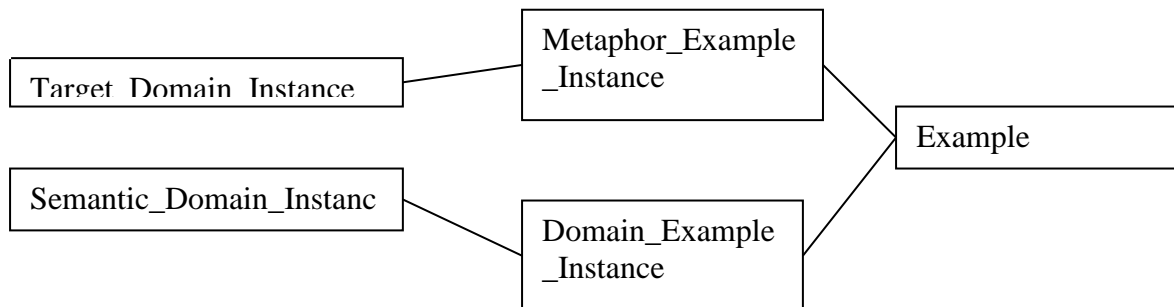 Metaphor_Example
_Instance
Target_Domain_Instance
Example
Semantic_Domain_Instanc
Domain_Example
_Instance